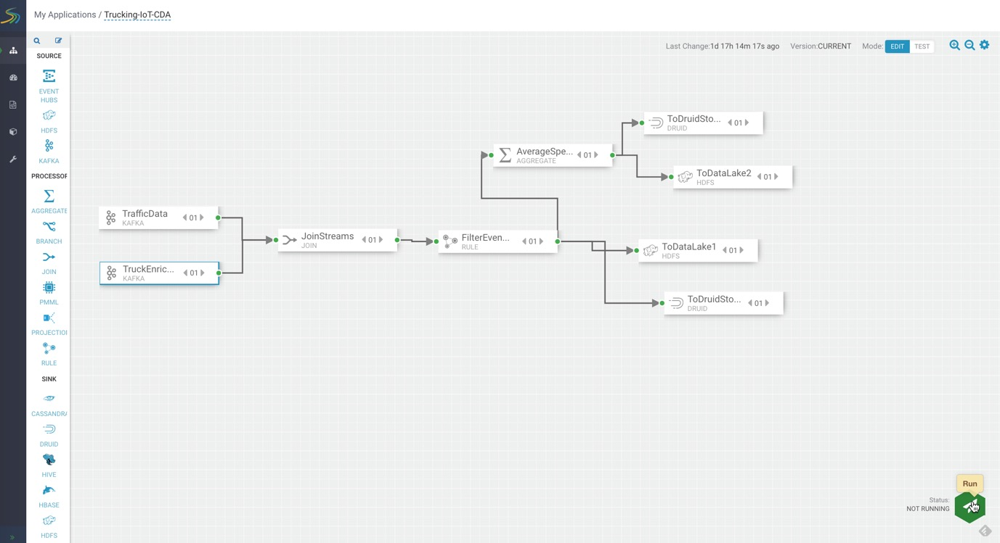 My Applications / Trucking-IoT-CDA
Last Change:1d 17h 14m 17s ago Version:CURRENT Mode: EDIT TEST
SOURCE
EVENT
HUBS
HDFS
KAFKA
PROCESSOR
AGGREGATE
BRANCH
JOIN
PMML
PROJECTIO
RULE
SINK
CASSANDRA
DRUID
HIVE
HBASE
HDFS
TrafficData 01
KAFKA
TruckEnric... 01
KAFKA
JoinStreams 01
JOIN
FilterEven... 01
RULE
AverageSpe... 01
AGGREGATE
ToDruidSto... 01
DRUID
ToDataLake2 01
HDFS
ToDataLake1 01
HDFS
ToDruidSto... 01
DRUID
Run
Status:
NOT RUNNING